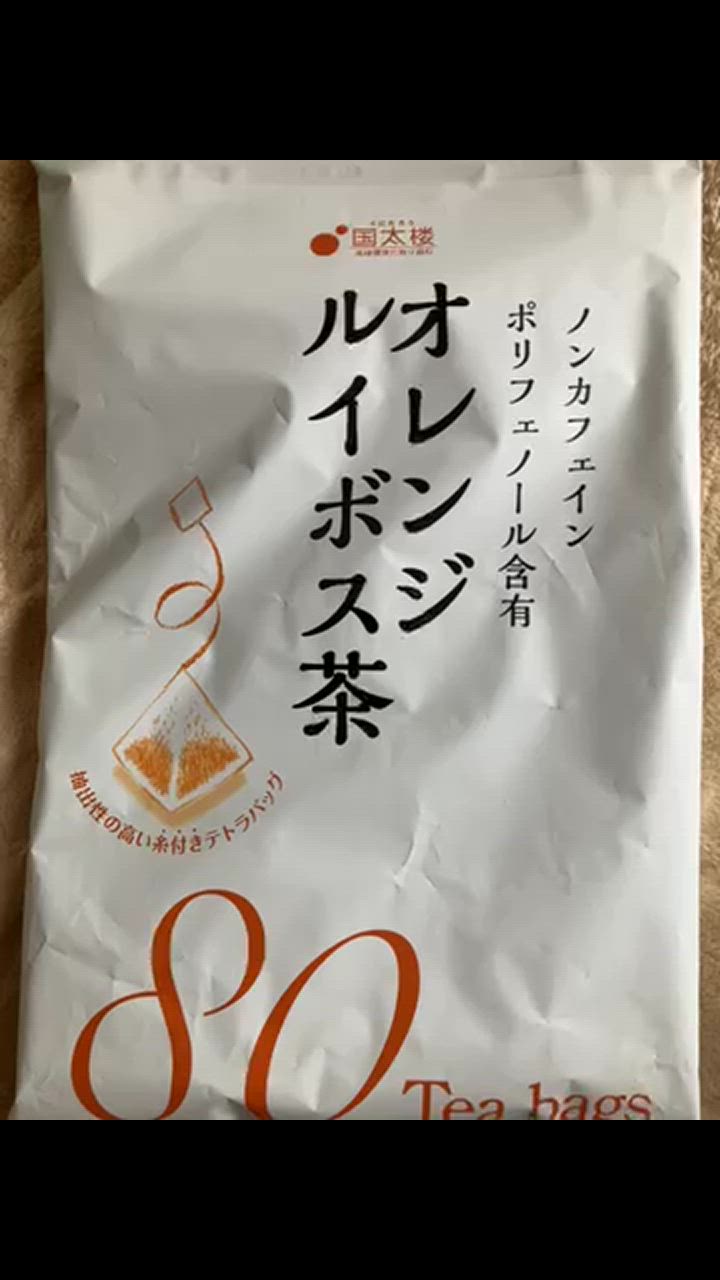 国太楼
ノンカフェイン
ポリフェノール含有
オレンジ
ルイボス茶
抽出性の高い糸付きテトラバッグ
80 Tea bags